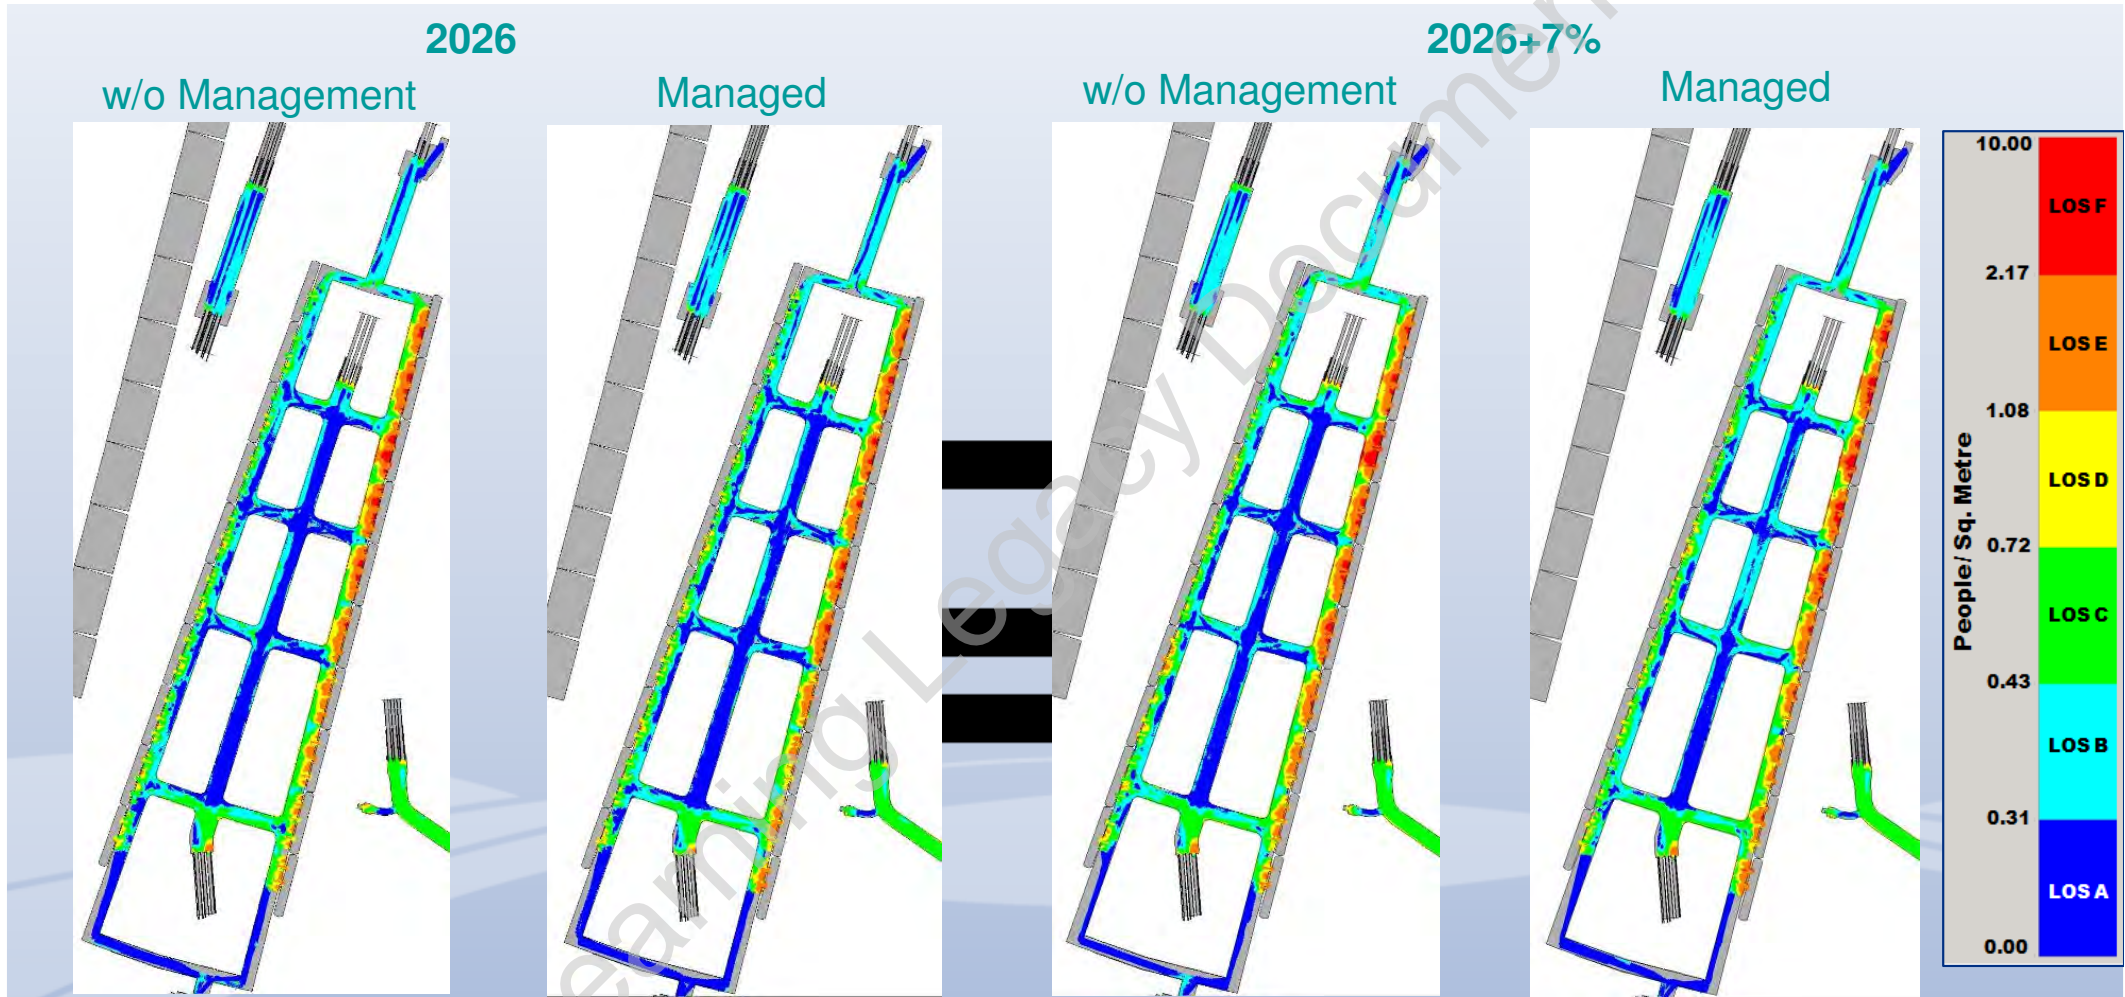 2026
2026+7%
w/o Management
Managed
w/o Management
Managed
10.00
LOS F
2.17
LOS E
1.08
LOS D
0.72
LOS C
0.43
LOS B
0.31
LOS A
0.00
People/ Sq. Metre
Learning Legacy Document